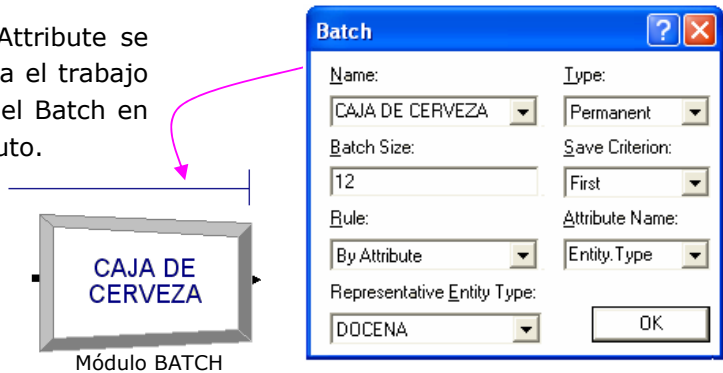 Attribute se
a el trabajo
el Batch en
uto.
CAJA DE
CERVEZA
Módulo BATCH
Batch
Name:
Type:
CAJA DE CERVEZA
Permanent
Batch Size:
Save Criterion:
12
First
Rule:
Attribute Name:
By Attribute
Entity.Type
Representative Entity Type:
DOCENA
OK